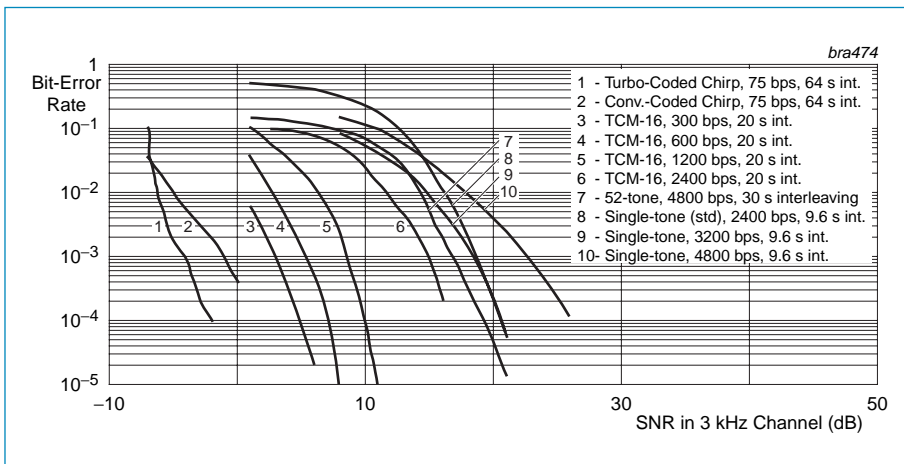 bra474
1
Bit-Error
Rate
10–1
10–2
10–3
10–4
10–5
1 - Turbo-Coded Chirp, 75 bps, 64 s int.
2 - Conv.-Coded Chirp, 75 bps, 64 s int.
3 - TCM-16, 300 bps, 20 s int.
4 - TCM-16, 600 bps, 20 s int.
5 - TCM-16, 1200 bps, 20 s int.
6 - TCM-16, 2400 bps, 20 s int.
7 - 52-tone, 4800 bps, 30 s interleaving
8 - Single-tone (std), 2400 bps, 9.6 s int.
9 - Single-tone, 3200 bps, 9.6 s int.
10- Single-tone, 4800 bps, 9.6 s int.
7
8
9
10
1 2 3 4 5 6
–10 10 30 50
SNR in 3 kHz Channel (dB)